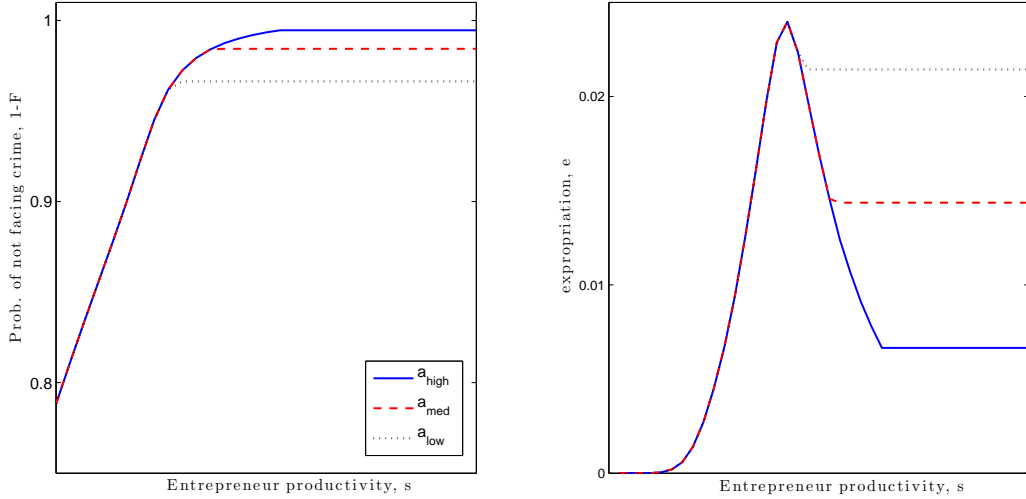 Prob. of not facing crime, 1-F
1
0.9
0.8
a_high
a_med
a_low
Entrepreneur productivity, s
expropriation, e
0.02
0.01
0
Entrepreneur productivity, s